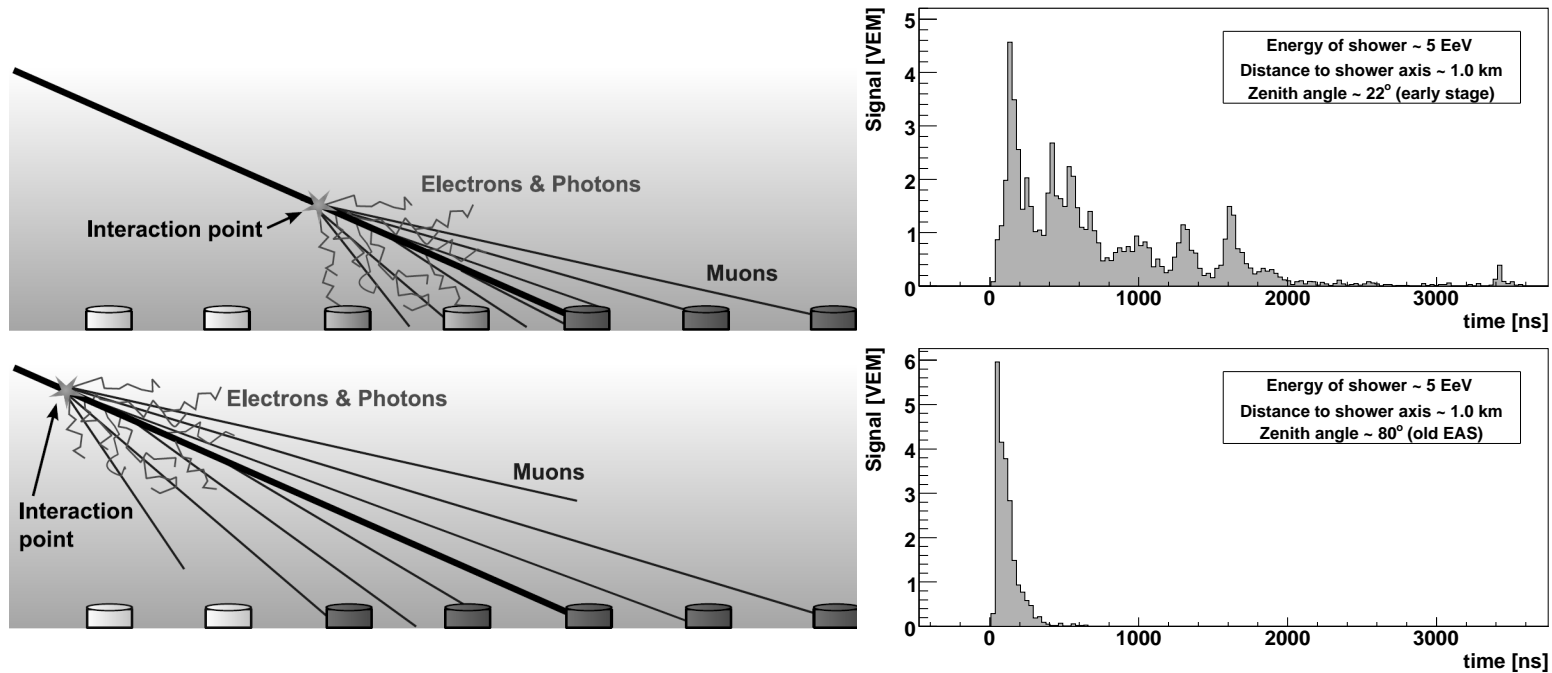 Electrons & Photons
Interaction point
Muons
Signal [VEM]
5
4
3
2
1
0
0
1000
2000
3000
time [ns]
Energy of shower ~ 5 EeV
Distance to shower axis ~ 1.0 km
Zenith angle ~ 22° (early stage)
Electrons & Photons
Muons
Interaction
point
Signal [VEM]
6
5
4
3
2
1
0
0
1000
2000
3000
time [ns]
Energy of shower ~ 5 EeV
Distance to shower axis ~ 1.0 km
Zenith angle ~ 80° (old EAS)